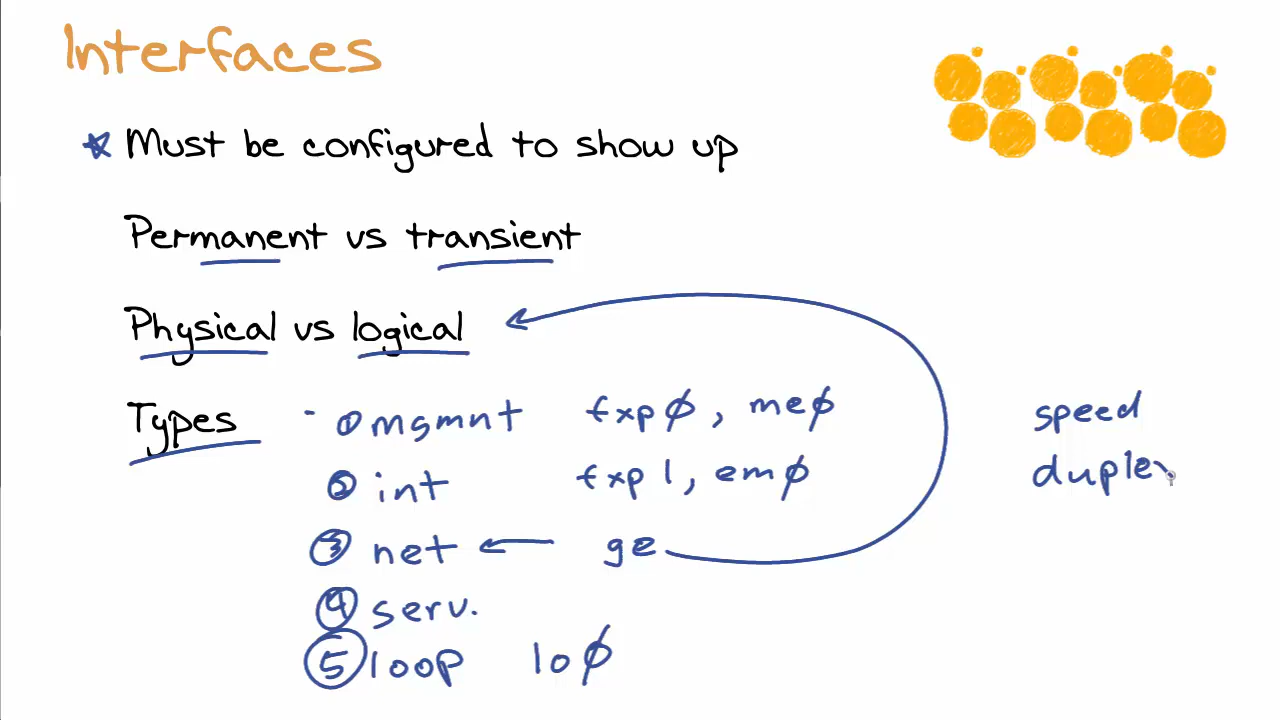 Interfaces
* Must be configured to show up
Permanent vs transient
Physical vs logical
Types
- ① mgmnt fxpø, meø
② int fxp1, emø
③ net ← ge
④ serv.
⑤ loop loø
speed
duplex